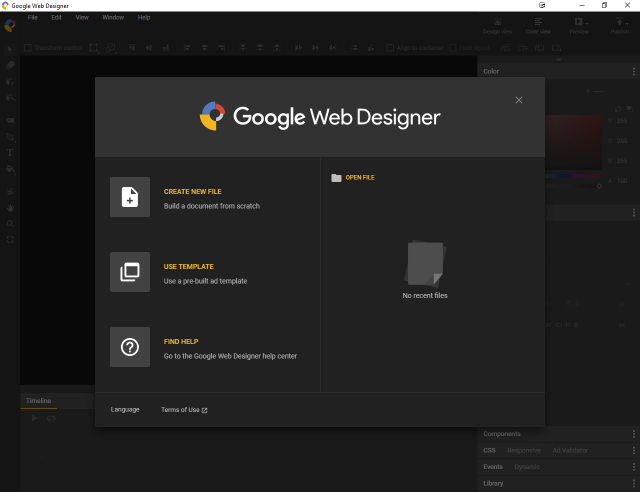 Google Web Designer
File Edit View Window Help
Design view Code view Preview Publish
Transform control
Color
Google Web Designer
CREATE NEW FILE
Build a document from scratch
OPEN FILE
USE TEMPLATE
Use a pre-built ad template
No recent files
FIND HELP
Go to the Google Web Designer help center
Timeline
Language Terms of Use
Components
CSS Responsive Ad Validator
Events Dynamic
Library